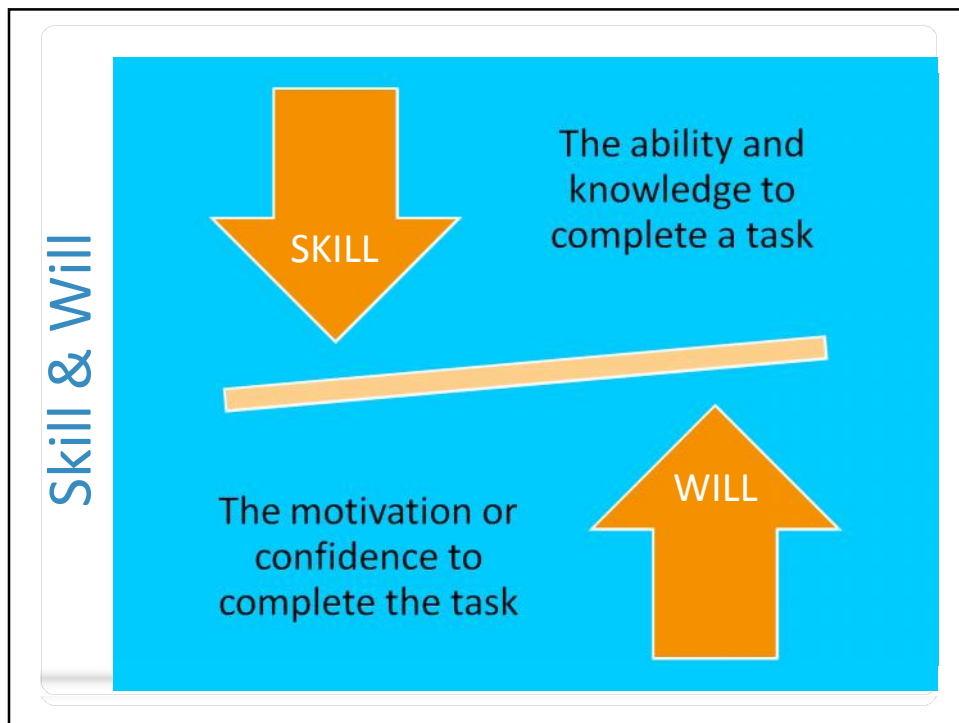 Skill & Will
SKILL
The ability and
knowledge to
complete a task
The motivation or
confidence to
complete the task
WILL